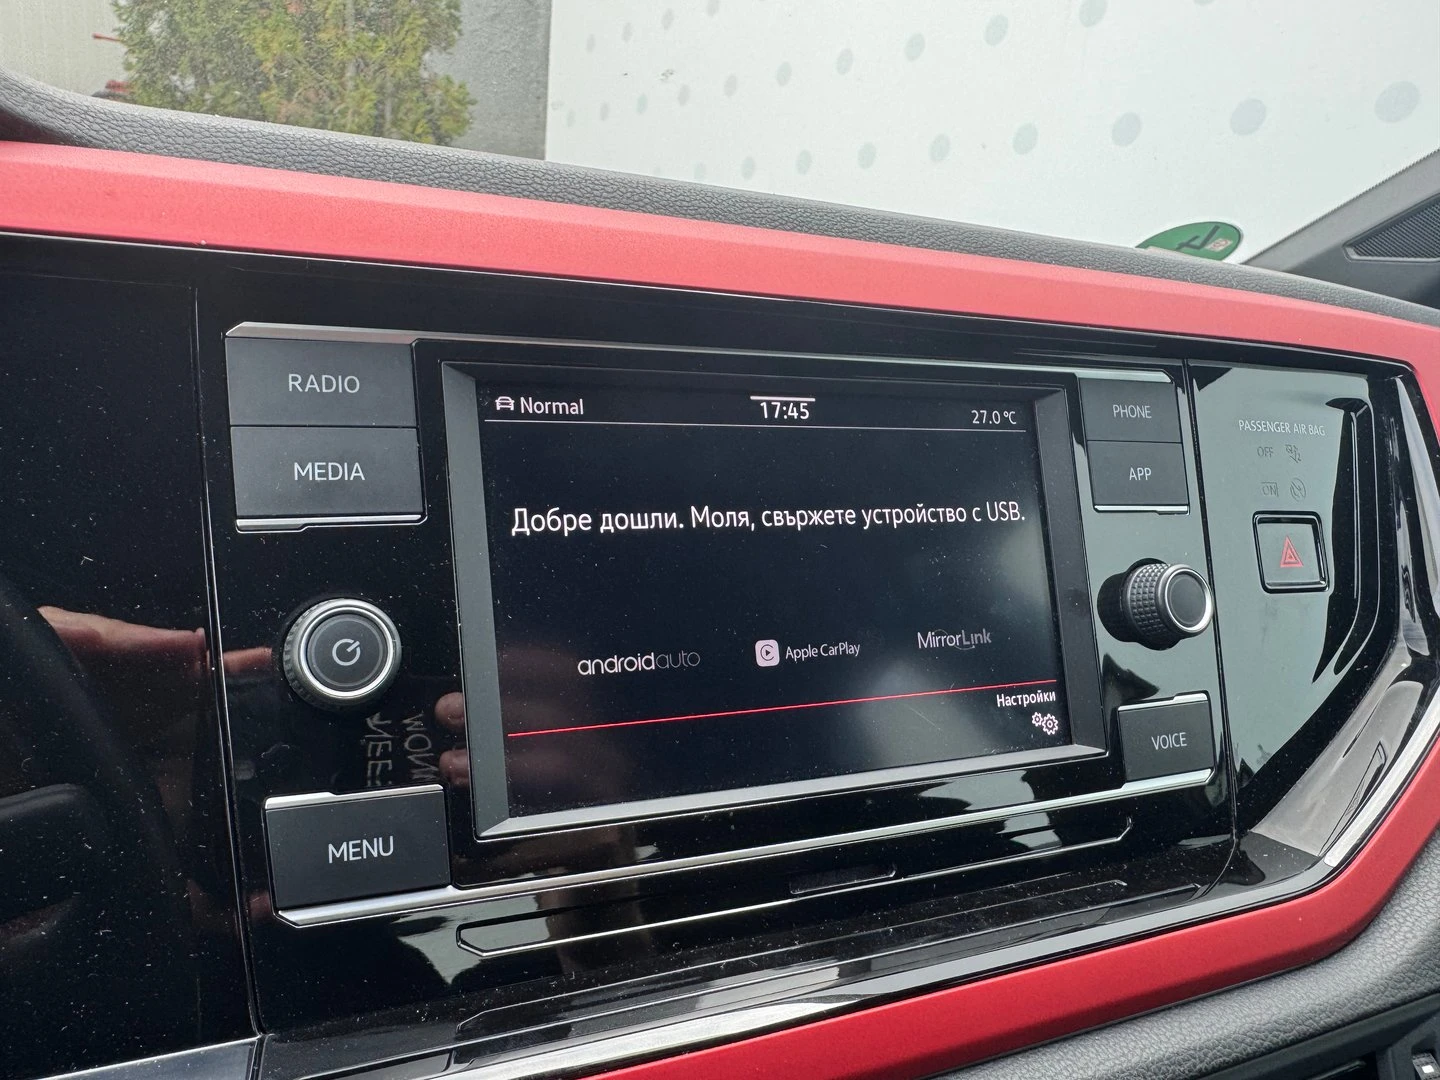 RADIO
MEDIA
MENU
Normal
17:45
27.0 °C
Добре дошли. Моля, свържете устройство с USB.
androidauto
Apple CarPlay
MirrorLink
Настройки
PHONE
APP
VOICE
PASSENGER AIR BAG
OFF
ON